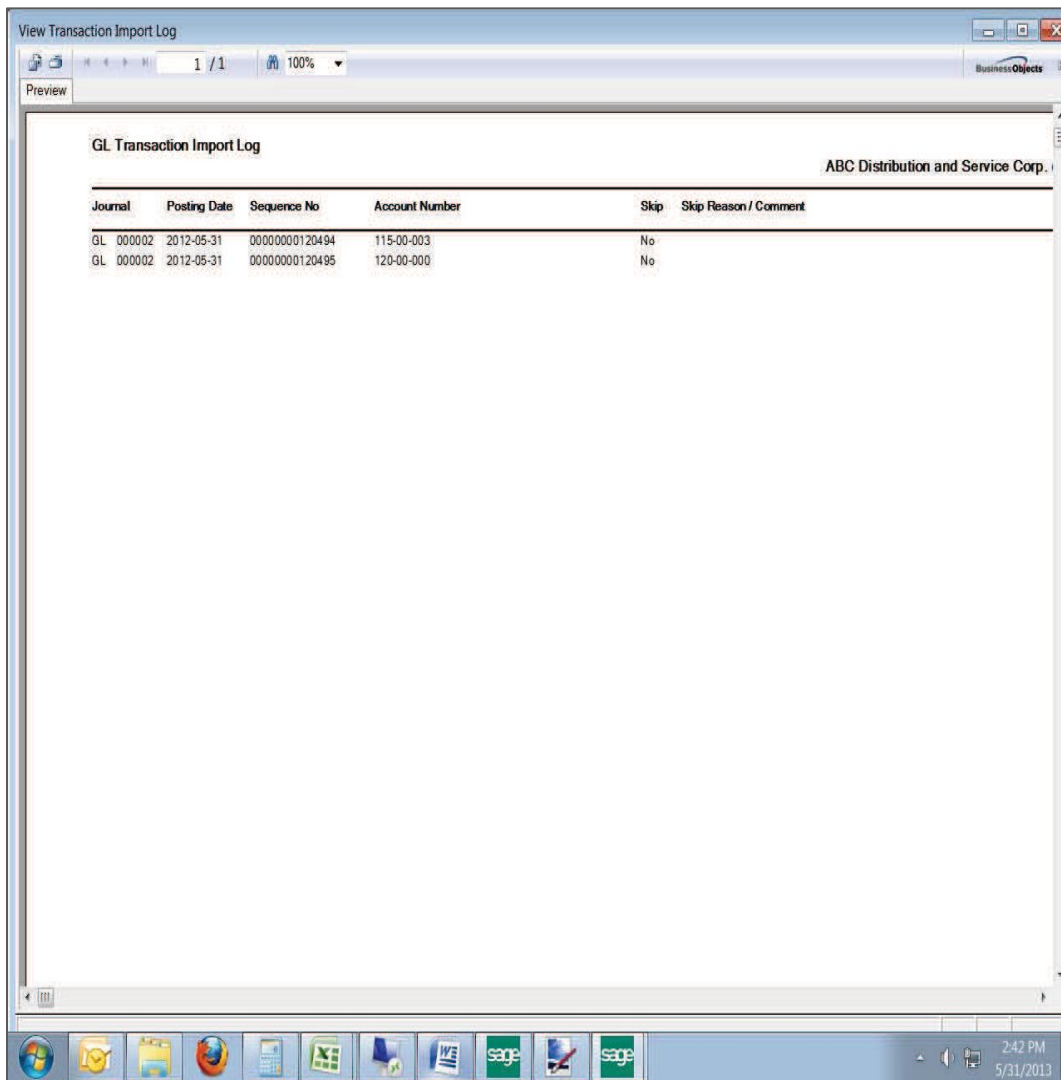 View Transaction Import Log
1 / 1 100%
BusinessObjects
Preview
GL Transaction Import Log
ABC Distribution and Service Corp.
Journal Posting Date Sequence No Account Number Skip Skip Reason / Comment
GL 000002 2012-05-31 00000000120494 115-00-003 No
GL 000002 2012-05-31 00000000120495 120-00-000 No
sage sage
2:42 PM
5/31/2013